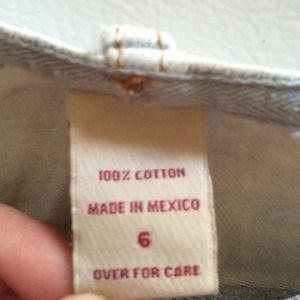 100% COTTON
MADE IN MEXICO
6
OVER FOR CARE